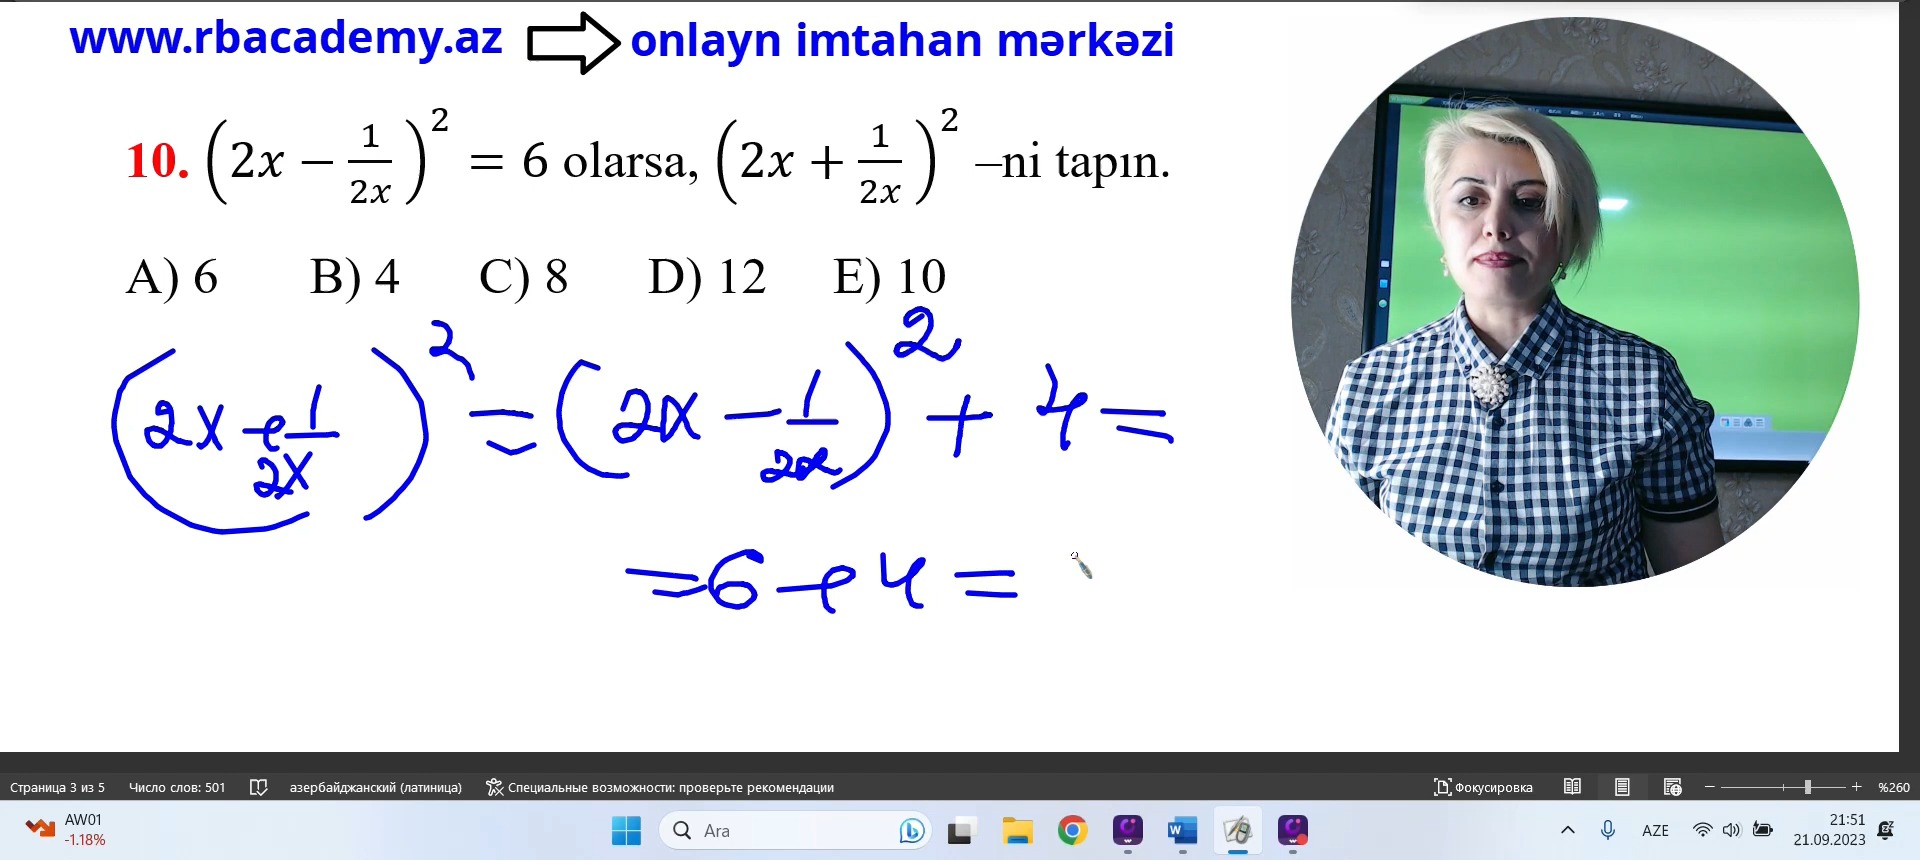 www.rbacademy.az ⇨ onlayn imtahan mərkəzi
10. (2x − 1/2x)² = 6 olarsa, (2x + 1/2x)² –ni tapın.
A) 6 B) 4 C) 8 D) 12 E) 10
(2x + 1/2x)² = (2x − 1/2x)² + 4 =
= 6 + 4 =
Страница 3 из 5 Число слов: 501 азербайджанский (латиница) Специальные возможности: проверьте рекомендации Фокусировка %260
AW01
-1.18%
Ara
AZE
21:51
21.09.2023